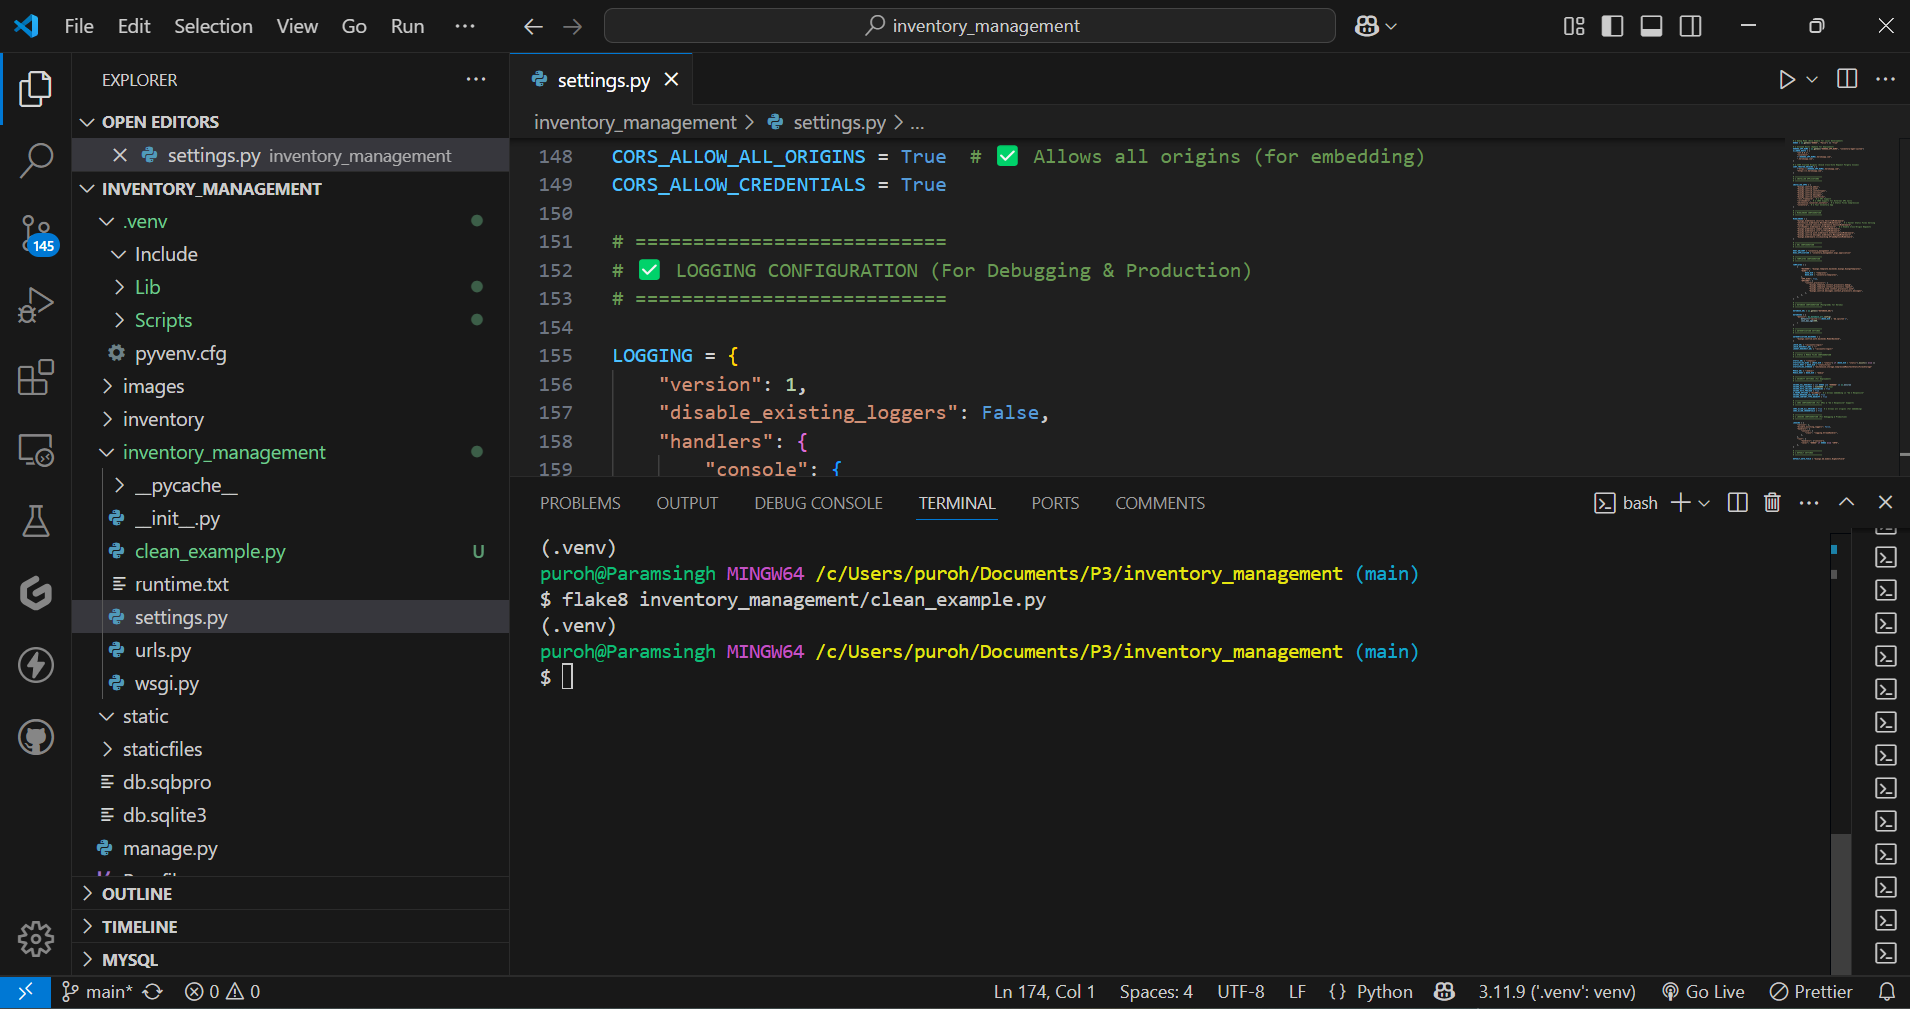 File Edit Selection View Go Run ···
inventory_management
EXPLORER
OPEN EDITORS
settings.py inventory_management
INVENTORY_MANAGEMENT
.venv
Include
Lib
Scripts
pyvenv.cfg
images
inventory
inventory_management
__pycache__
__init__.py
clean_example.py U
runtime.txt
settings.py
urls.py
wsgi.py
static
staticfiles
db.sqbpro
db.sqlite3
manage.py
OUTLINE
TIMELINE
MYSQL
145
settings.py
inventory_management > settings.py > ...
148 CORS_ALLOW_ALL_ORIGINS = True # ✅ Allows all origins (for embedding)
149 CORS_ALLOW_CREDENTIALS = True
150
151 # ===========================
152 # ✅ LOGGING CONFIGURATION (For Debugging & Production)
153 # ===========================
154
155 LOGGING = {
156 "version": 1,
157 "disable_existing_loggers": False,
158 "handlers": {
159 "console": {
PROBLEMS OUTPUT DEBUG CONSOLE TERMINAL PORTS COMMENTS
bash
(.venv)
puroh@Paramsingh MINGW64 /c/Users/puroh/Documents/P3/inventory_management (main)
$ flake8 inventory_management/clean_example.py
(.venv)
puroh@Paramsingh MINGW64 /c/Users/puroh/Documents/P3/inventory_management (main)
$
main* 0 0
Ln 174, Col 1 Spaces: 4 UTF-8 LF {} Python 3.11.9 ('.venv': venv) Go Live Prettier